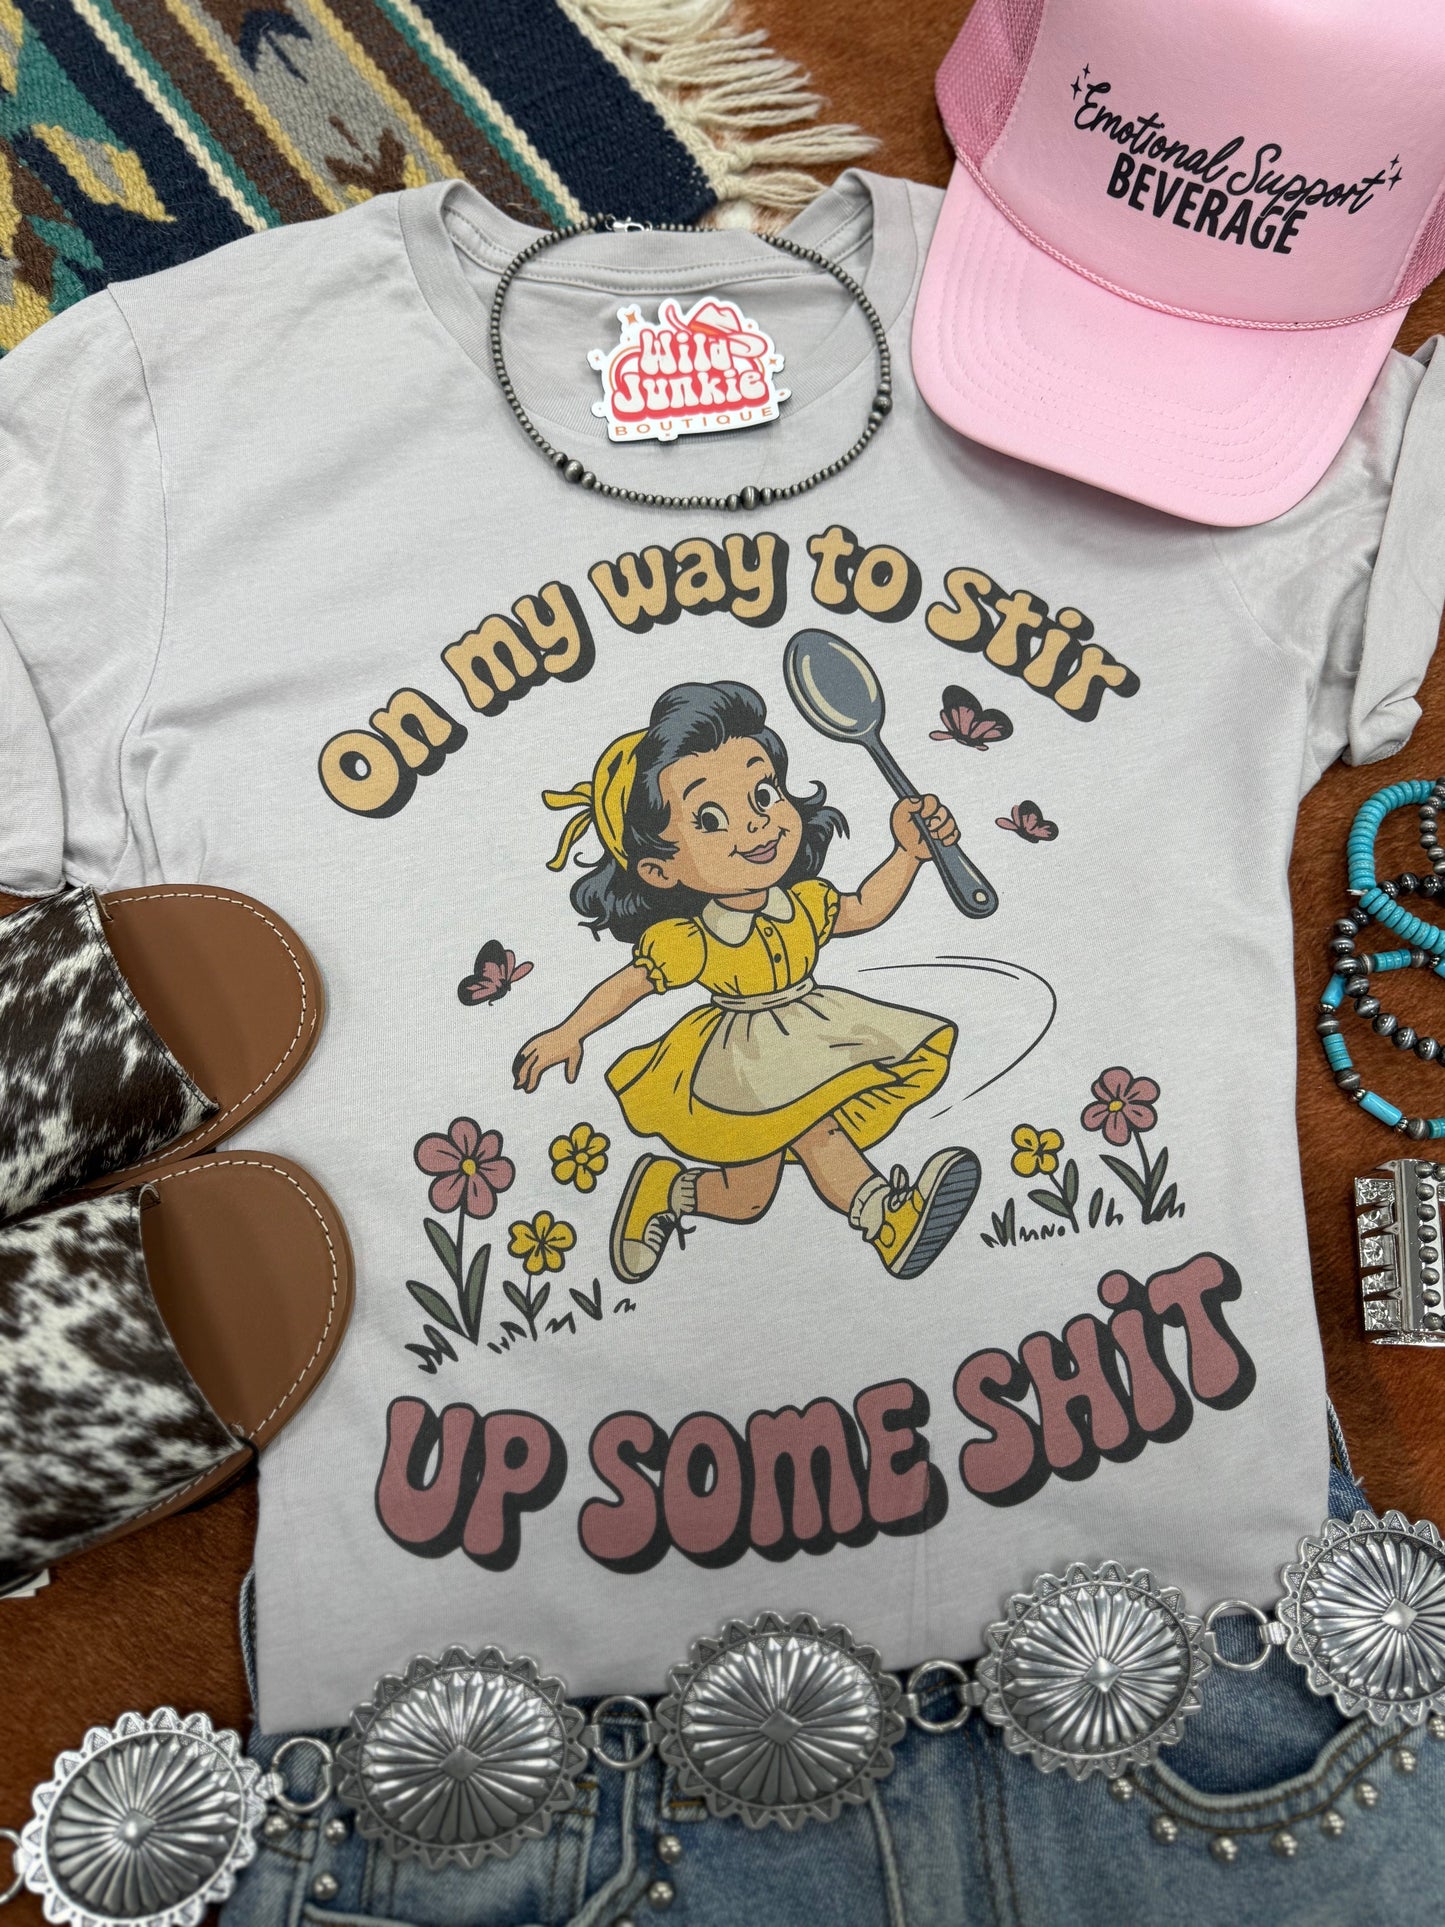 Emotional Support
BEVERAGE
Wild
Junkie
BOUTIQUE
On my way to stir
UP SOME SHiT